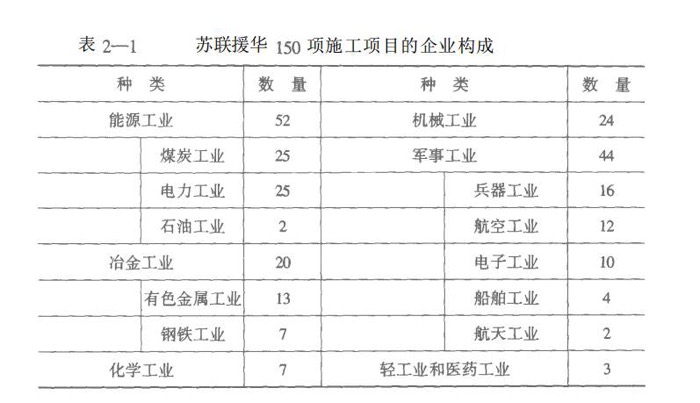 表 2—1 苏联援华 150 项施工项目的企业构成
种 类 数 量 种 类 数 量
能源工业 52 机械工业 24
煤炭工业 25 军事工业 44
电力工业 25 兵器工业 16
石油工业 2 航空工业 12
冶金工业 20 电子工业 10
有色金属工业 13 船舶工业 4
钢铁工业 7 航天工业 2
化学工业 7 轻工业和医药工业 3